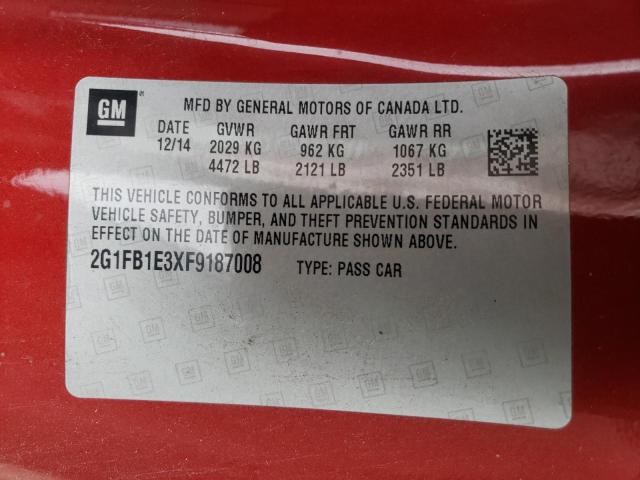 GM
MFD BY GENERAL MOTORS OF CANADA LTD.
DATE GVWR GAWR FRT GAWR RR
12/14 2029 KG 962 KG 1067 KG
4472 LB 2121 LB 2351 LB
THIS VEHICLE CONFORMS TO ALL APPLICABLE U.S. FEDERAL MOTOR
VEHICLE SAFETY, BUMPER, AND THEFT PREVENTION STANDARDS IN
EFFECT ON THE DATE OF MANUFACTURE SHOWN ABOVE.
2G1FB1E3XF9187008 TYPE: PASS CAR